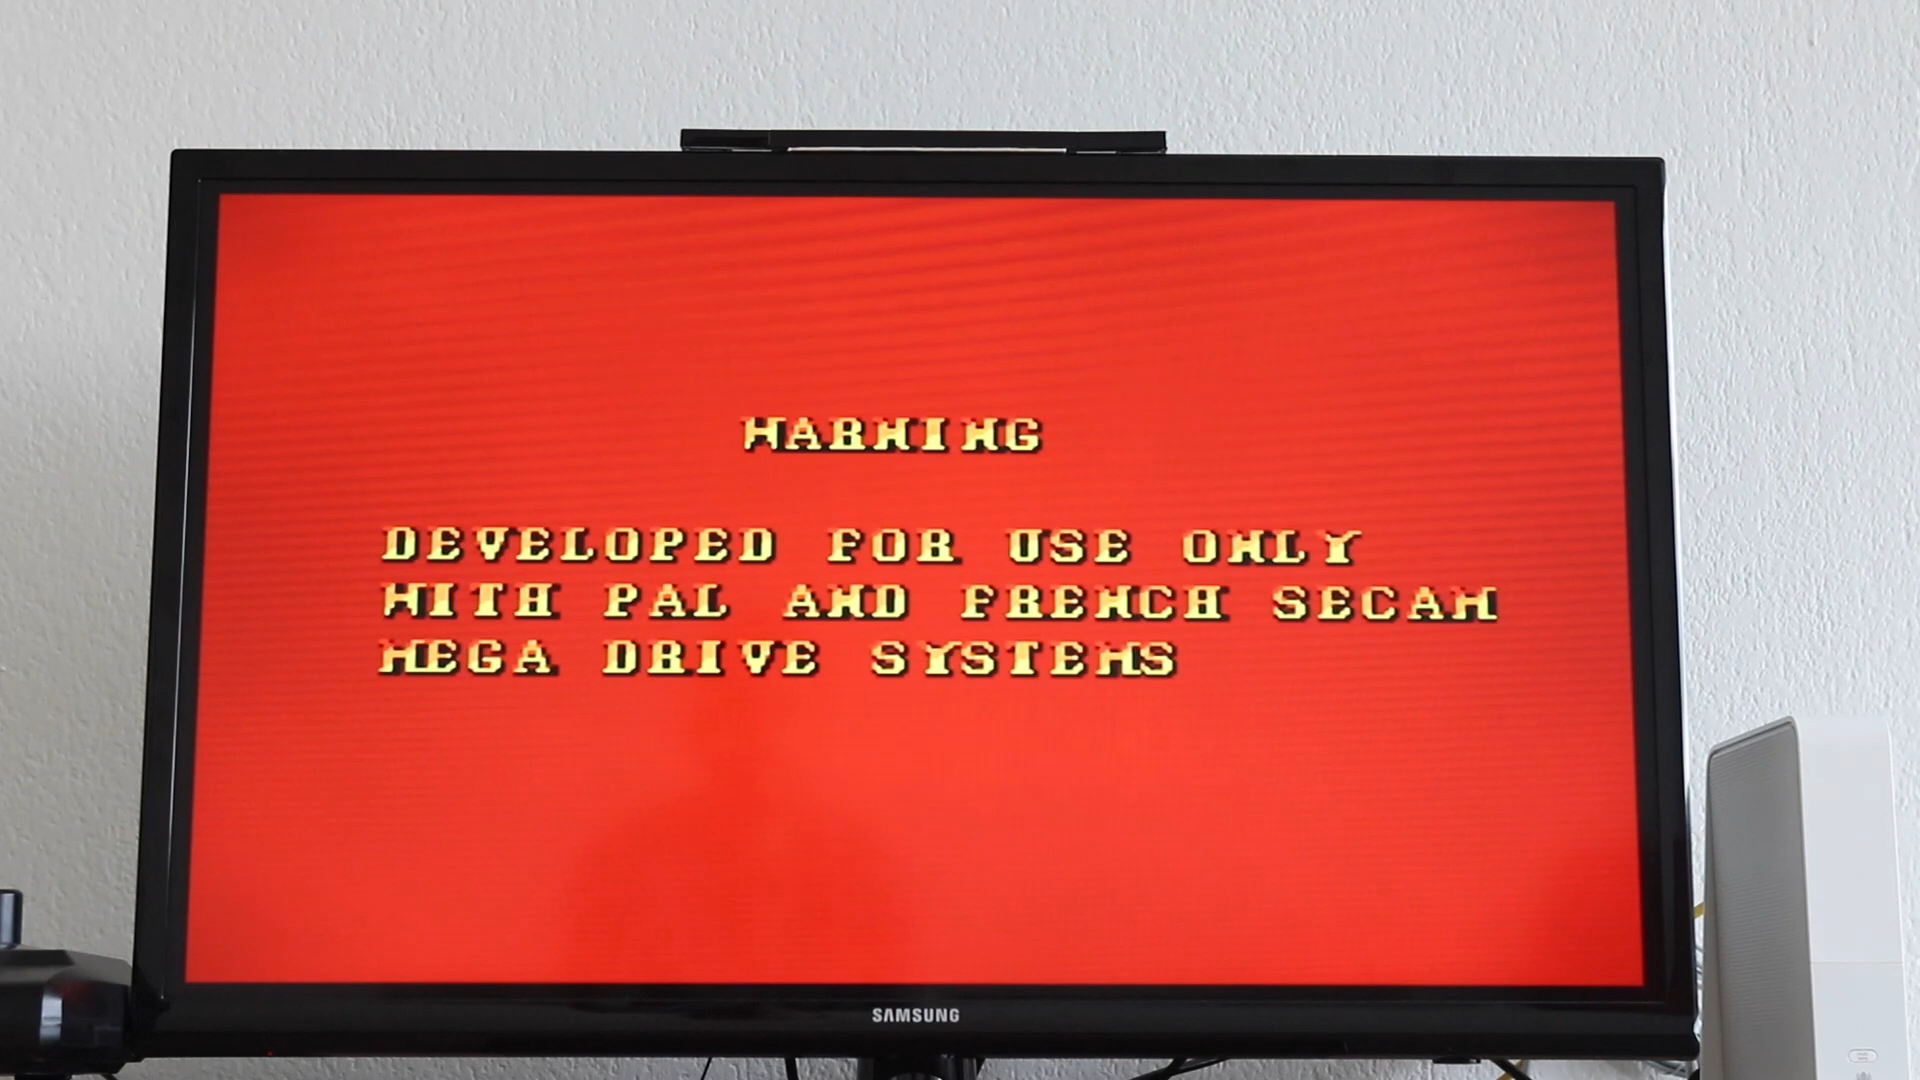 WARNING
DEVELOPED FOR USE ONLY
WITH PAL AND FRENCH SECAM
MEGA DRIVE SYSTEMS
SAMSUNG